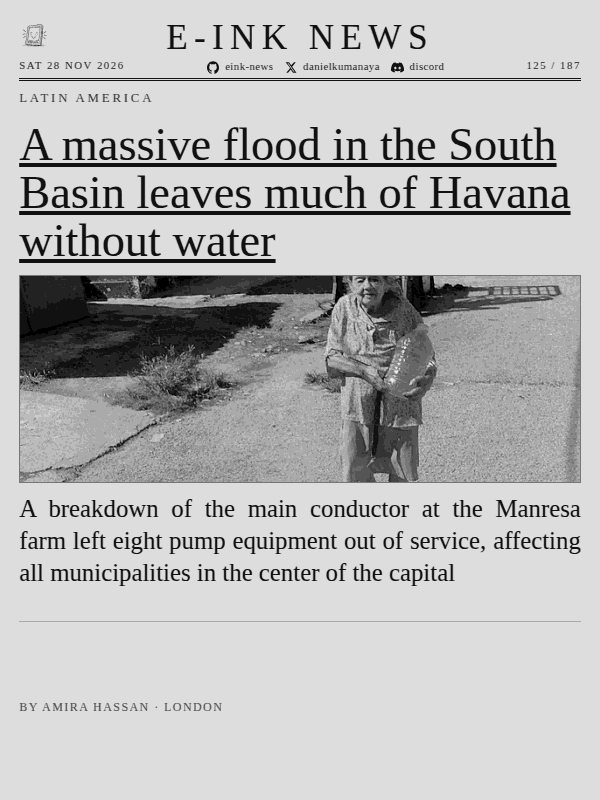 E-INK NEWS
SAT 28 NOV 2026
eink-news
danielkumanaya
discord
125 / 187
LATIN AMERICA
A massive flood in the South
Basin leaves much of Havana
without water
A breakdown of the main conductor at the Manresa
farm left eight pump equipment out of service, affecting
all municipalities in the center of the capital
BY AMIRA HASSAN · LONDON